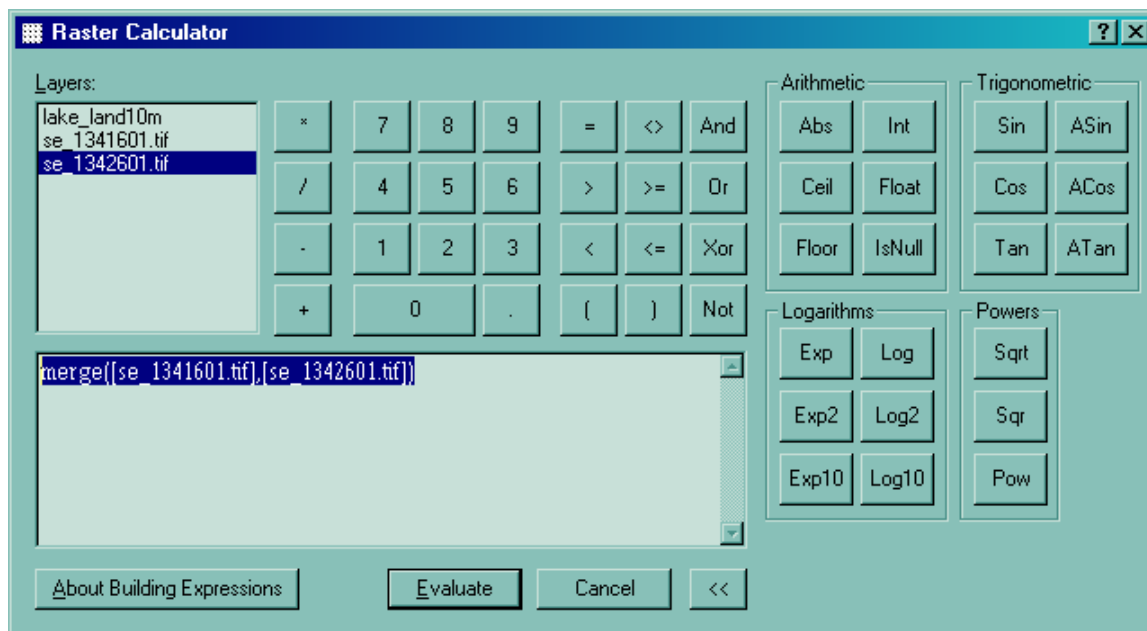 Raster Calculator ? ×
Layers: Arithmetic Trigonometric
lake_land10m
se_1341601.tif
se_1342601.tif
* 7 8 9 = <> And Abs Int Sin ASin
/ 4 5 6 > >= Or Ceil Float Cos ACos
- 1 2 3 < <= Xor Floor IsNull Tan ATan
+ 0 . ( ) Not
Logarithms Powers
merge([se_1341601.tif],[se_1342601.tif])
Exp Log Sqrt
Exp2 Log2 Sqr
Exp10 Log10 Pow
About Building Expressions Evaluate Cancel <<